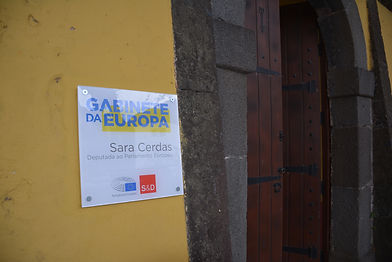 GABINETE
DA EUROPA
Sara Cerdas
Deputada ao Parlamento Europeu
S&D